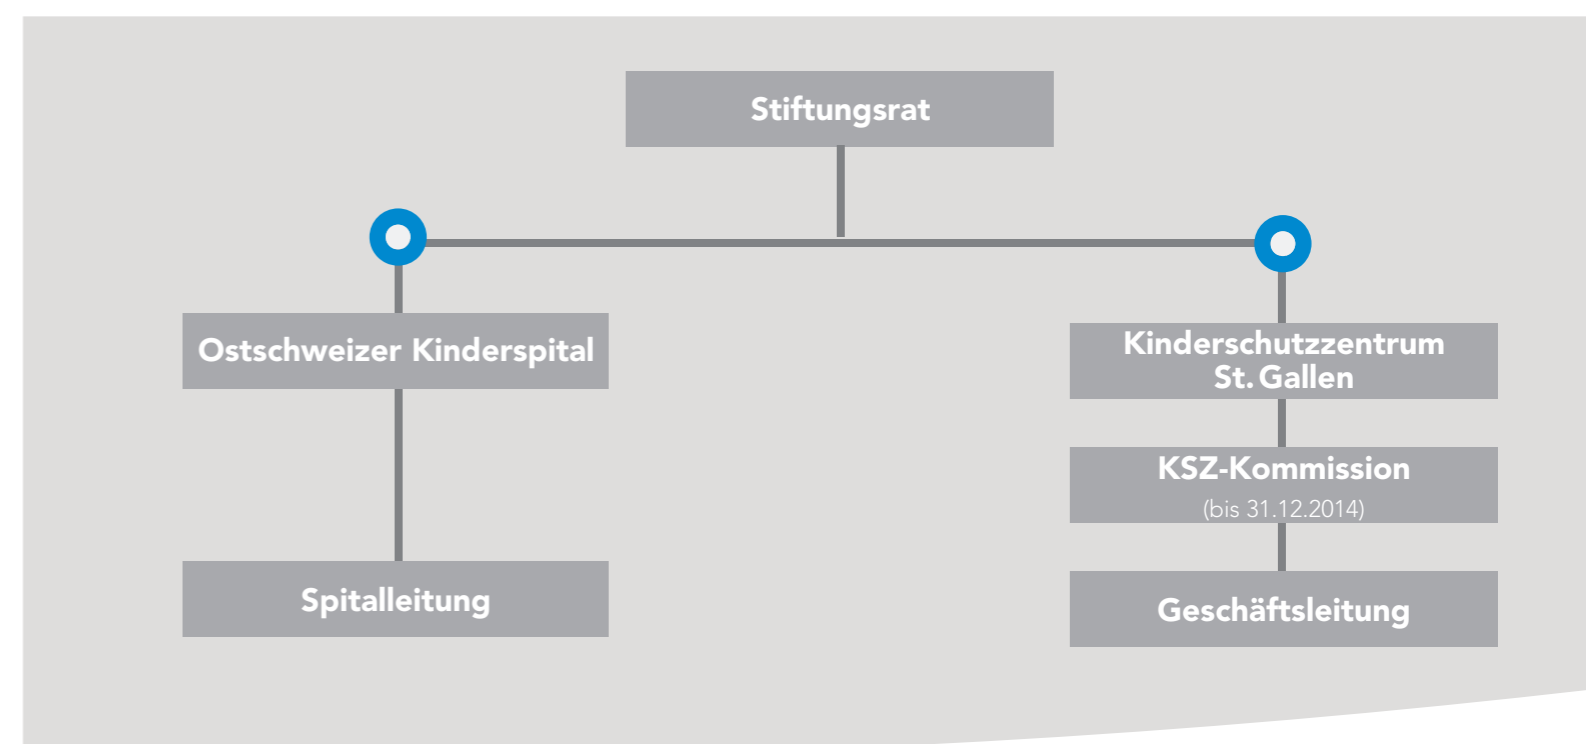 Stiftungsrat
Ostschweizer Kinderspital
Spitalleitung
Kinderschutzzentrum
St. Gallen
KSZ-Kommission
(bis 31.12.2014)
Geschäftsleitung